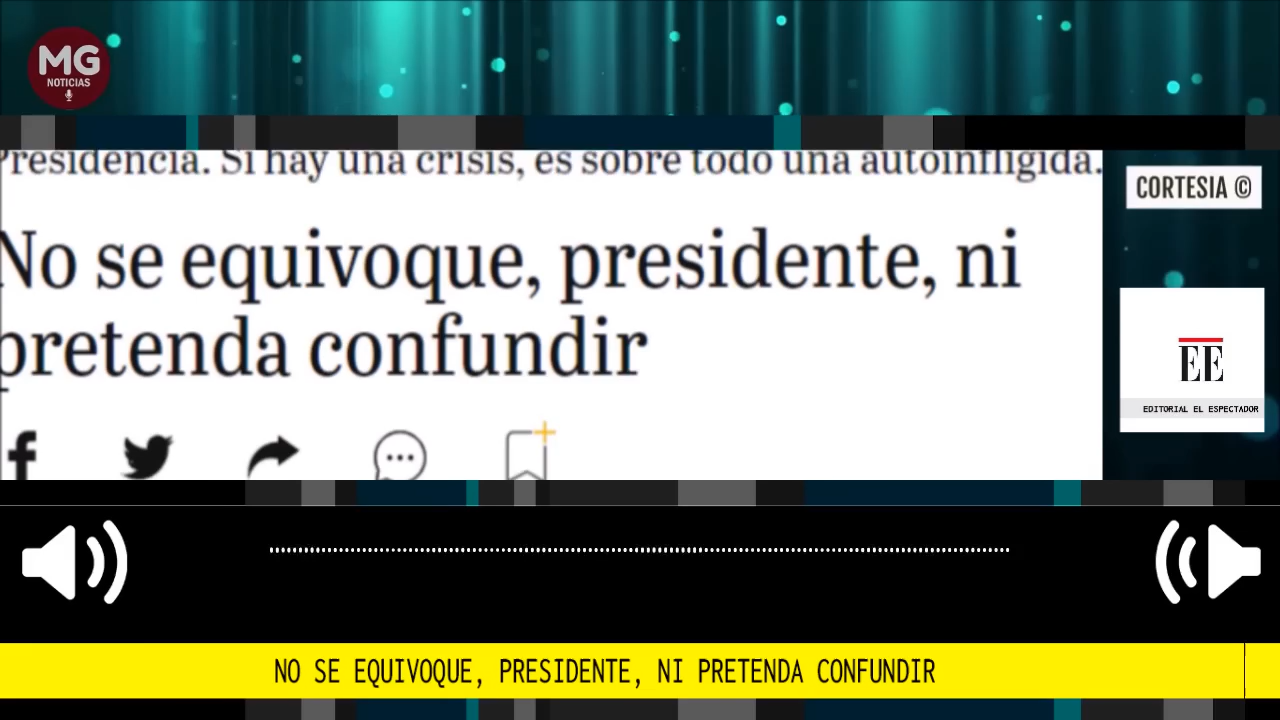 MG
NOTICIAS
Presidencia. Si hay una crisis, es sobre todo una autoinfligida.
CORTESIA ©
No se equivoque, presidente, ni
pretenda confundir
EE
EDITORIAL EL ESPECTADOR
NO SE EQUIVOQUE, PRESIDENTE, NI PRETENDA CONFUNDIR